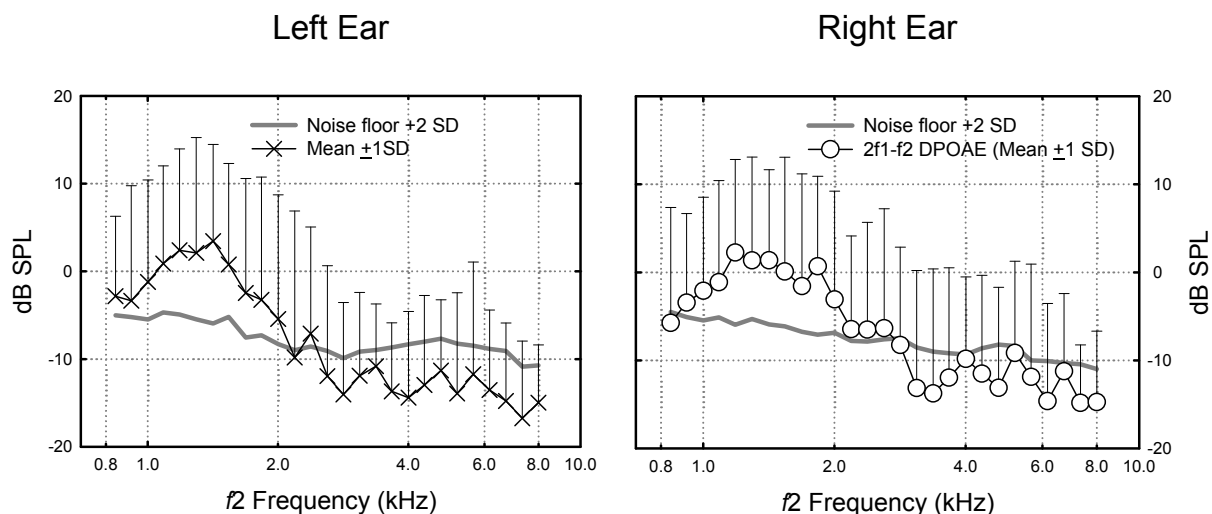 Left Ear
Right Ear
20
10
0
-10
-20
dB SPL
Noise floor +2 SD
Mean ±1SD
0.8 1.0 2.0 4.0 6.0 8.0 10.0
f2 Frequency (kHz)
Noise floor +2 SD
2f1-f2 DPOAE (Mean ±1 SD)
20
10
0
-10
-20
dB SPL
0.8 1.0 2.0 4.0 6.0 8.0 10.0
f2 Frequency (kHz)